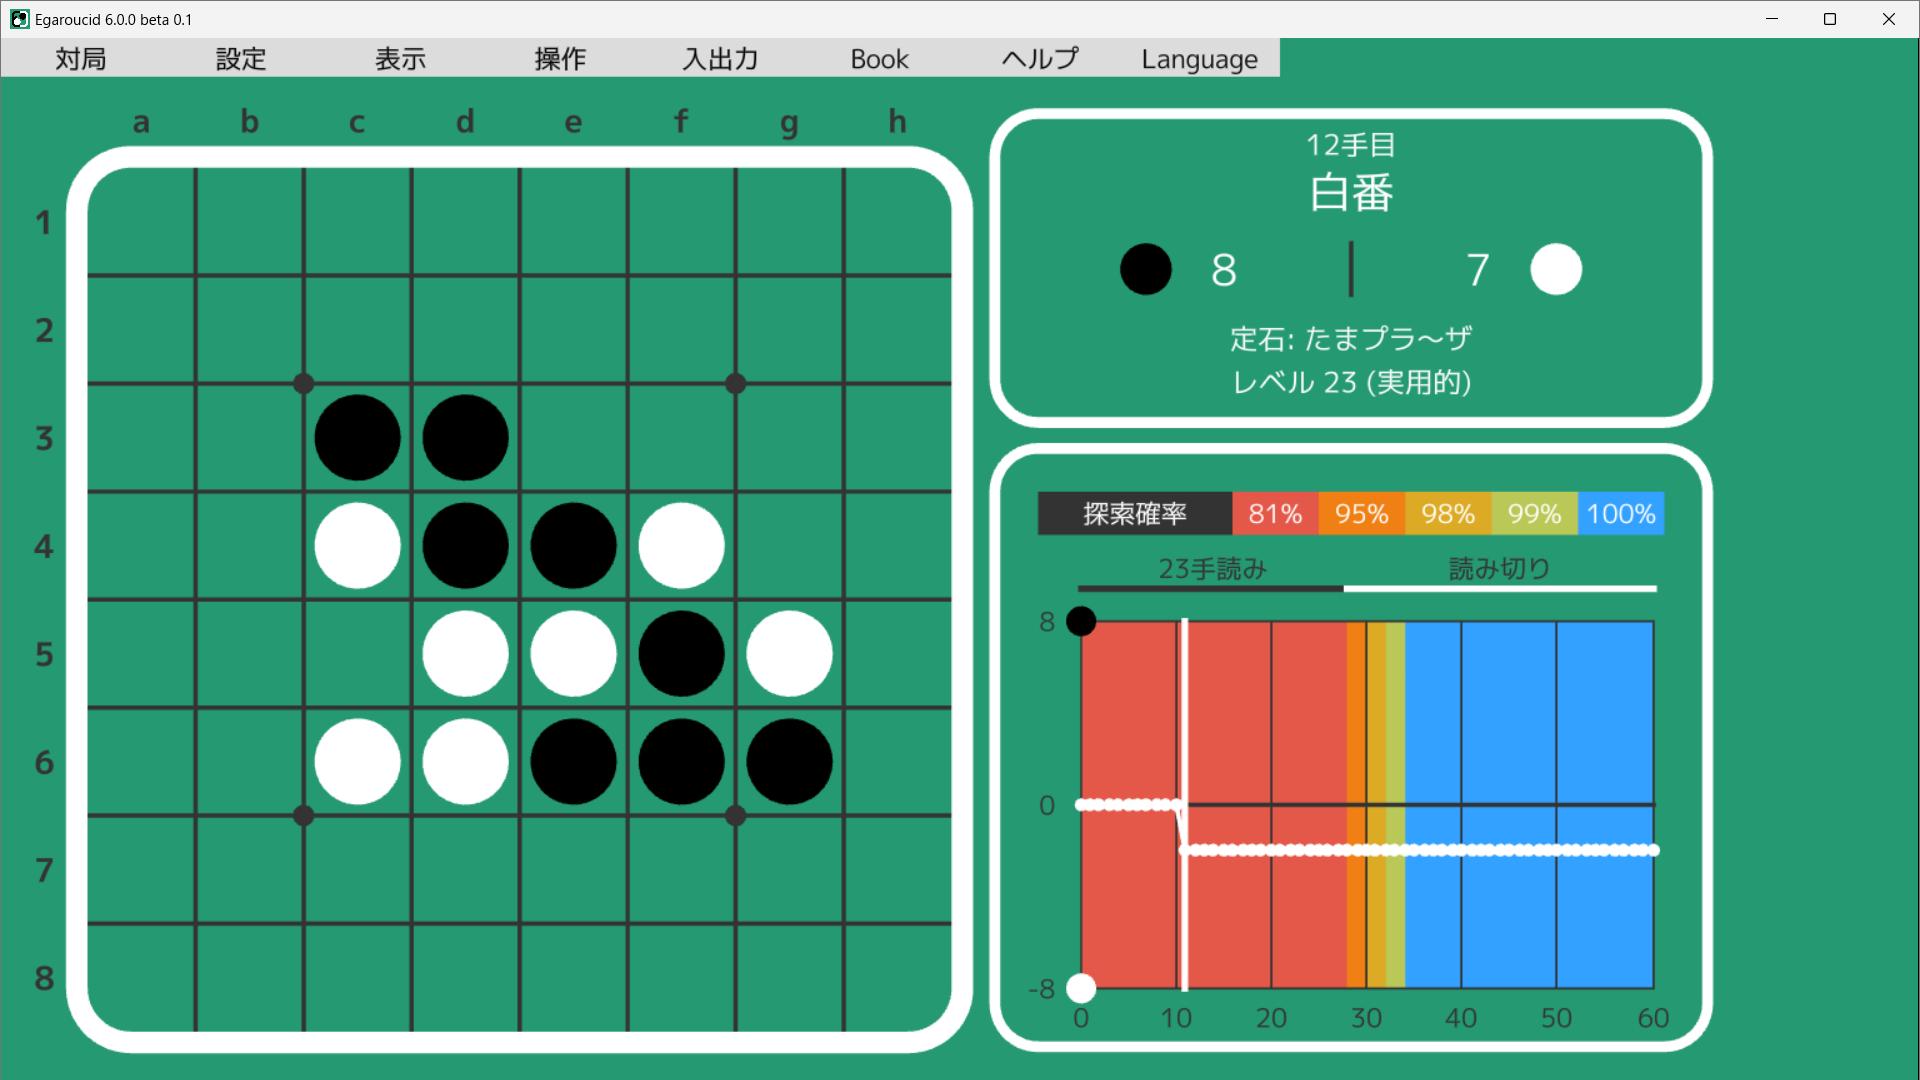 Egaroucid 6.0.0 beta 0.1
対局 設定 表示 操作 入出力 Book ヘルプ Language
a b c d e f g h
1
2
3
4
5
6
7
8
12手目
白番
8 7
定石: たまプラ～ザ
レベル 23 (実用的)
探索確率 81% 95% 98% 99% 100%
23手読み 読み切り
8
0
-8
0 10 20 30 40 50 60